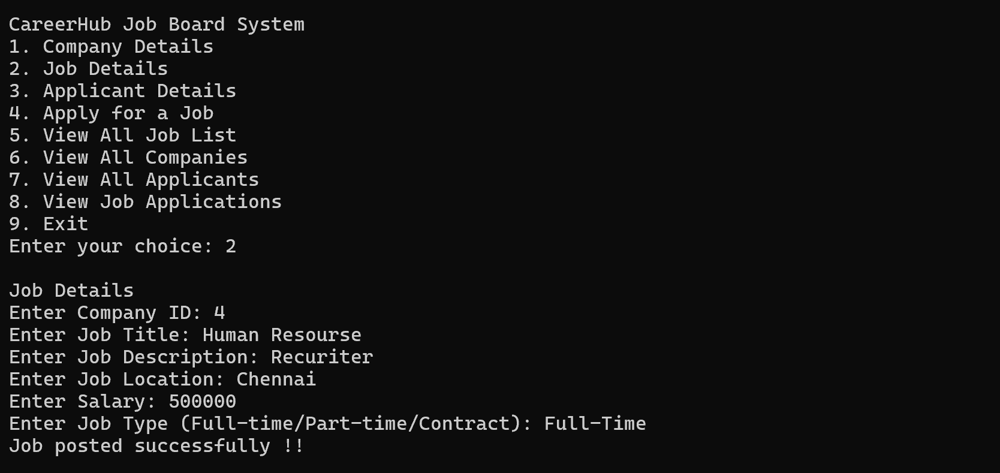 CareerHub Job Board System
1. Company Details
2. Job Details
3. Applicant Details
4. Apply for a Job
5. View All Job List
6. View All Companies
7. View All Applicants
8. View Job Applications
9. Exit
Enter your choice: 2
Job Details
Enter Company ID: 4
Enter Job Title: Human Resourse
Enter Job Description: Recuriter
Enter Job Location: Chennai
Enter Salary: 500000
Enter Job Type (Full-time/Part-time/Contract): Full-Time
Job posted successfully !!